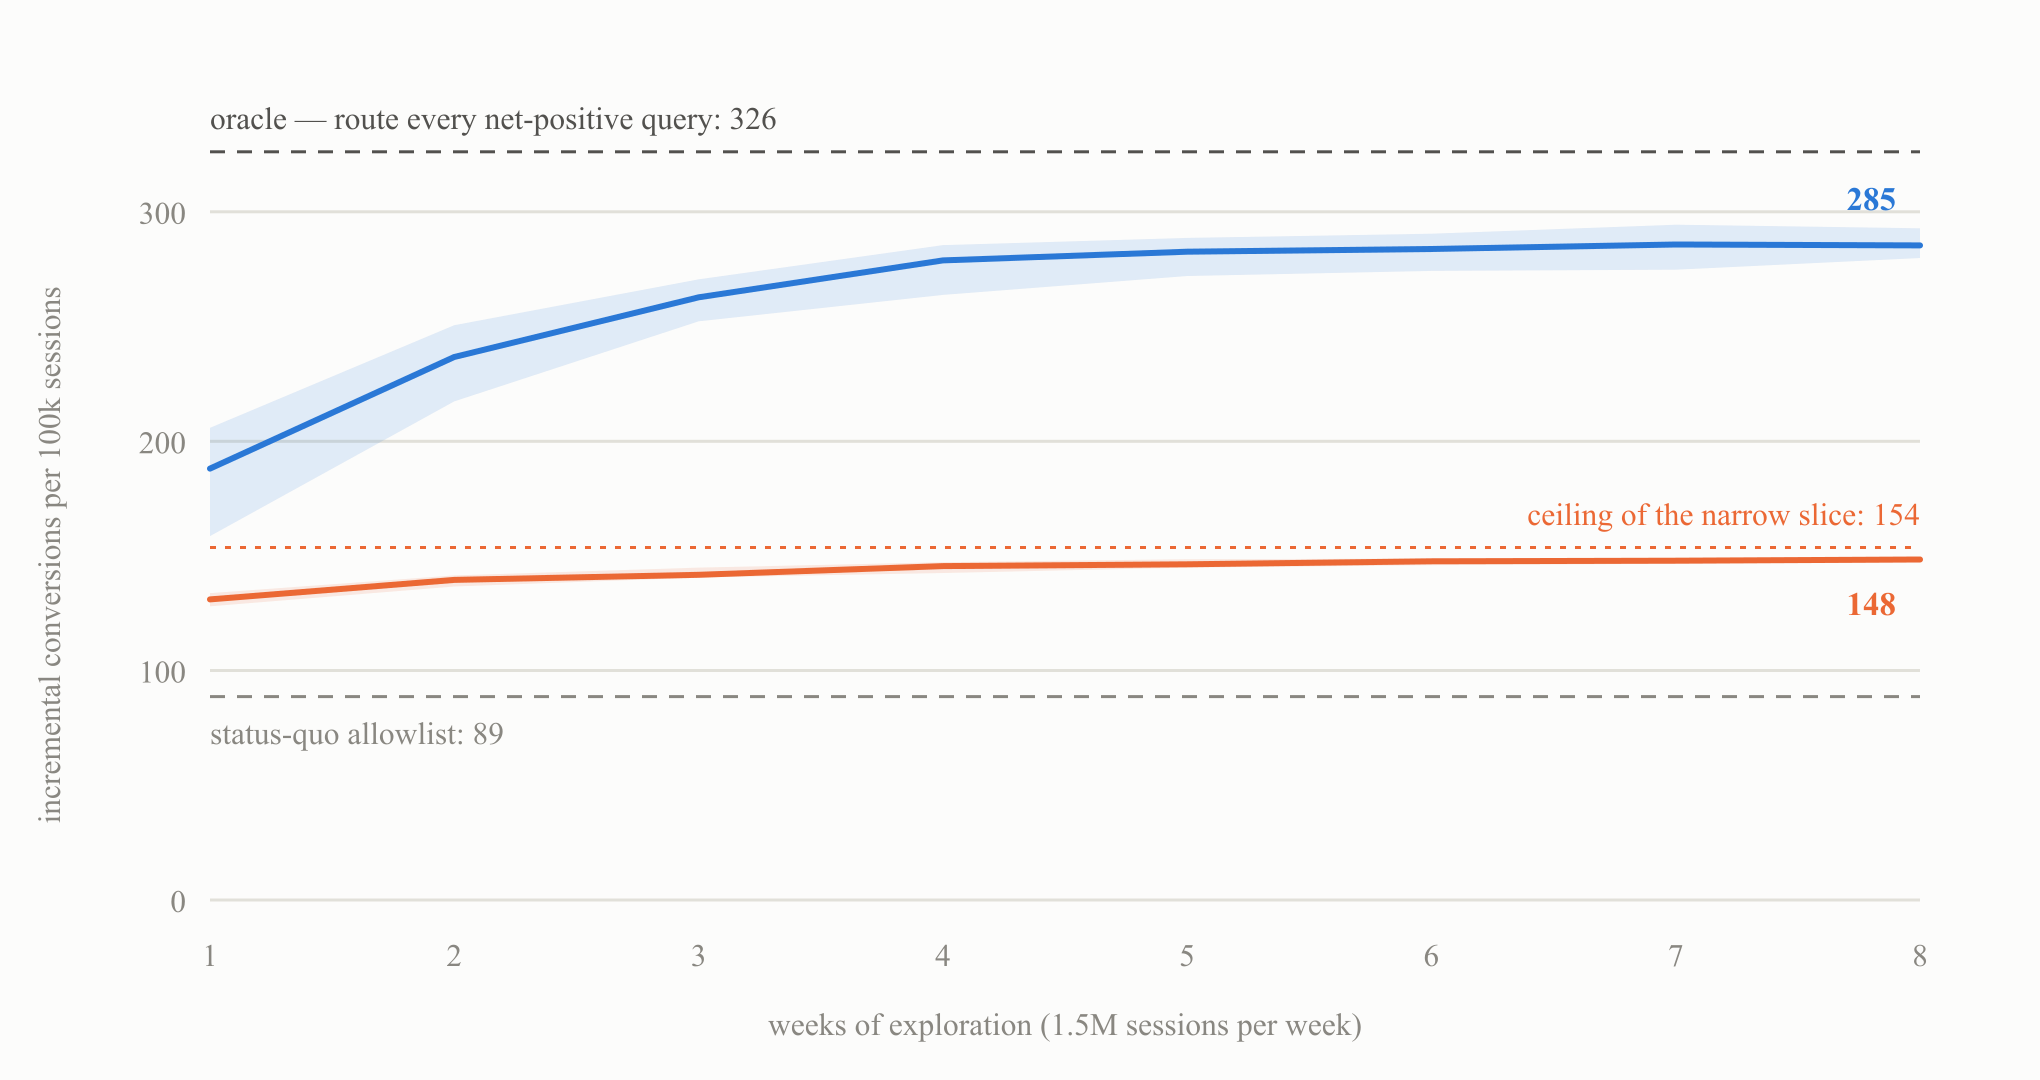 oracle — route every net-positive query: 326
285
300
200
ceiling of the narrow slice: 154
148
100
status-quo allowlist: 89
0
1 2 3 4 5 6 7 8
weeks of exploration (1.5M sessions per week)
incremental conversions per 100k sessions